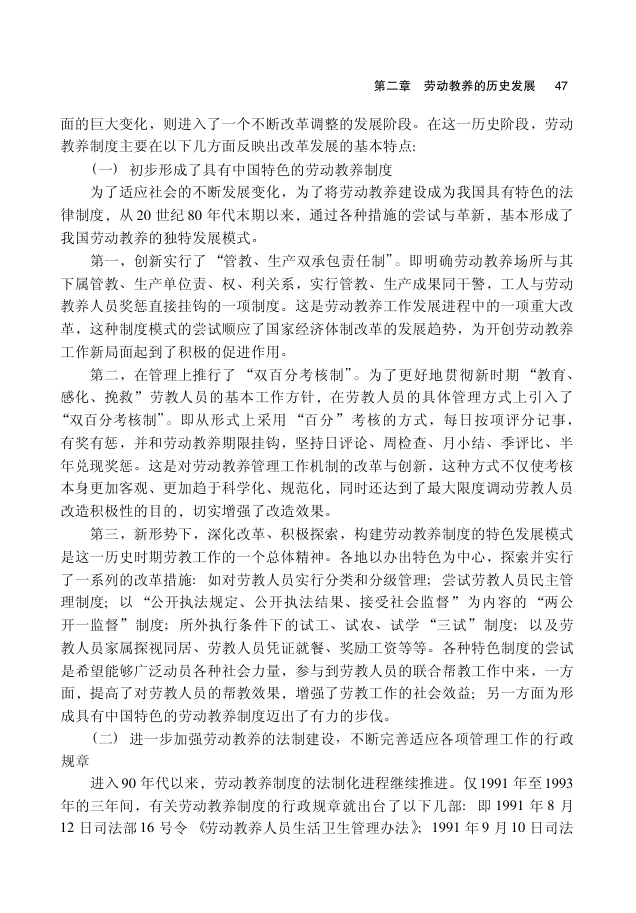 第二章　劳动教养的历史发展　47
面的巨大变化，则进入了一个不断改革调整的发展阶段。在这一历史阶段，劳动
教养制度主要在以下几方面反映出改革发展的基本特点：
（一）初步形成了具有中国特色的劳动教养制度
为了适应社会的不断发展变化，为了将劳动教养建设成为我国具有特色的法
律制度，从 20 世纪 80 年代末期以来，通过各种措施的尝试与革新，基本形成了
我国劳动教养的独特发展模式。
第一，创新实行了“管教、生产双承包责任制”。即明确劳动教养场所与其
下属管教、生产单位责、权、利关系，实行管教、生产成果同干警，工人与劳动
教养人员奖惩直接挂钩的一项制度。这是劳动教养工作发展进程中的一项重大改
革，这种制度模式的尝试顺应了国家经济体制改革的发展趋势，为开创劳动教养
工作新局面起到了积极的促进作用。
第二，在管理上推行了“双百分考核制”。为了更好地贯彻新时期“教育、
感化、挽救”劳教人员的基本工作方针，在劳教人员的具体管理方式上引入了
“双百分考核制”。即从形式上采用“百分”考核的方式，每日按项评分记事，
有奖有惩，并和劳动教养期限挂钩，坚持日评论、周检查、月小结、季评比、半
年兑现奖惩。这是对劳动教养管理工作机制的改革与创新，这种方式不仅使考核
本身更加客观、更加趋于科学化、规范化，同时还达到了最大限度调动劳教人员
改造积极性的目的，切实增强了改造效果。
第三，新形势下，深化改革、积极探索，构建劳动教养制度的特色发展模式
是这一历史时期劳教工作的一个总体精神。各地以办出特色为中心，探索并实行
了一系列的改革措施：如对劳教人员实行分类和分级管理；尝试劳教人员民主管
理制度；以“公开执法规定、公开执法结果、接受社会监督”为内容的“两公
开一监督”制度；所外执行条件下的试工、试农、试学“三试”制度；以及劳
教人员家属探视同居、劳教人员凭证就餐、奖励工资等等。各种特色制度的尝试
是希望能够广泛动员各种社会力量，参与到劳教人员的联合帮教工作中来，一方
面，提高了对劳教人员的帮教效果，增强了劳教工作的社会效益；另一方面为形
成具有中国特色的劳动教养制度迈出了有力的步伐。
（二）进一步加强劳动教养的法制建设，不断完善适应各项管理工作的行政
规章
进入 90 年代以来，劳动教养制度的法制化进程继续推进。仅 1991 年至 1993
年的三年间，有关劳动教养制度的行政规章就出台了以下几部：即 1991 年 8 月
12 日司法部 16 号令《劳动教养人员生活卫生管理办法》；1991 年 9 月 10 日司法